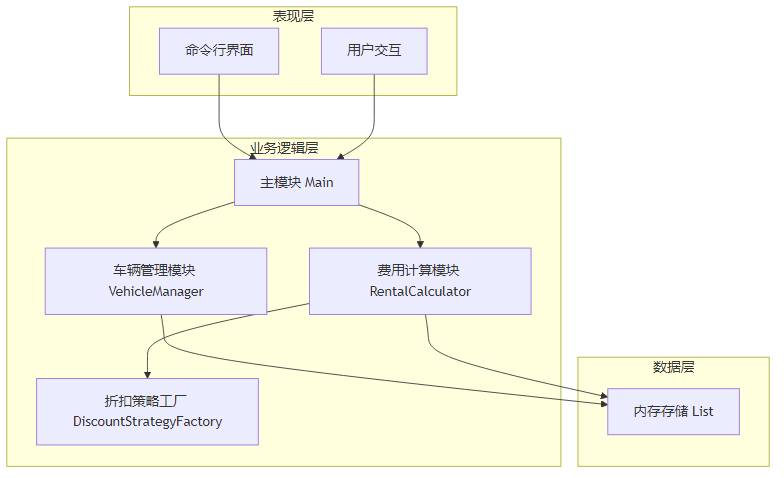 表现层
命令行界面
用户交互
业务逻辑层
主模块 Main
车辆管理模块
VehicleManager
费用计算模块
RentalCalculator
折扣策略工厂
DiscountStrategyFactory
数据层
内存存储 List